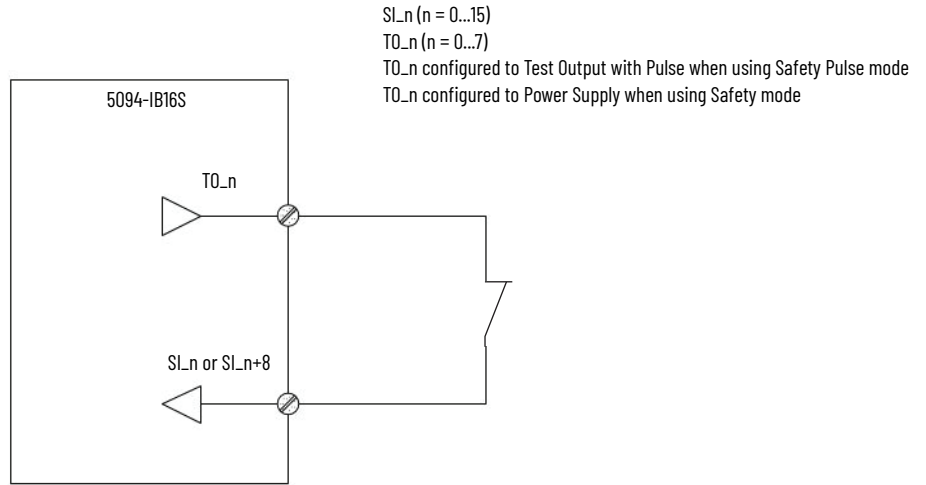 SI_n (n = 0...15)
TO_n (n = 0...7)
TO_n configured to Test Output with Pulse when using Safety Pulse mode
TO_n configured to Power Supply when using Safety mode
5094-IB16S
TO_n
SI_n or SI_n+8